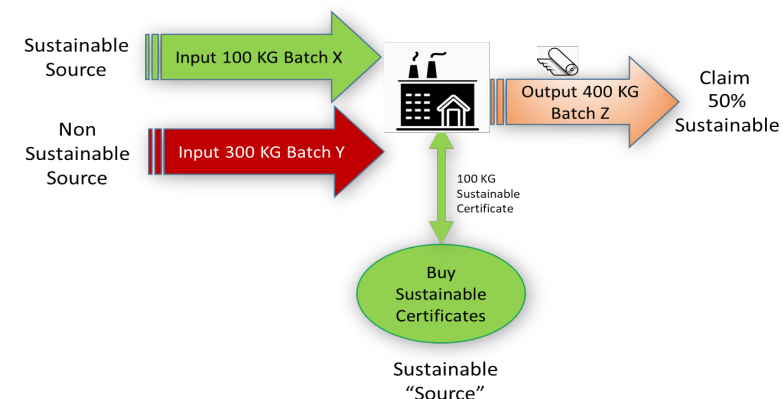 Sustainable
Source
Input 100 KG Batch X
Non
Sustainable
Source
Input 300 KG Batch Y
Output 400 KG
Batch Z
Claim
50%
Sustainable
100 KG
Sustainable
Certificate
Buy
Sustainable
Certificates
Sustainable
“Source”